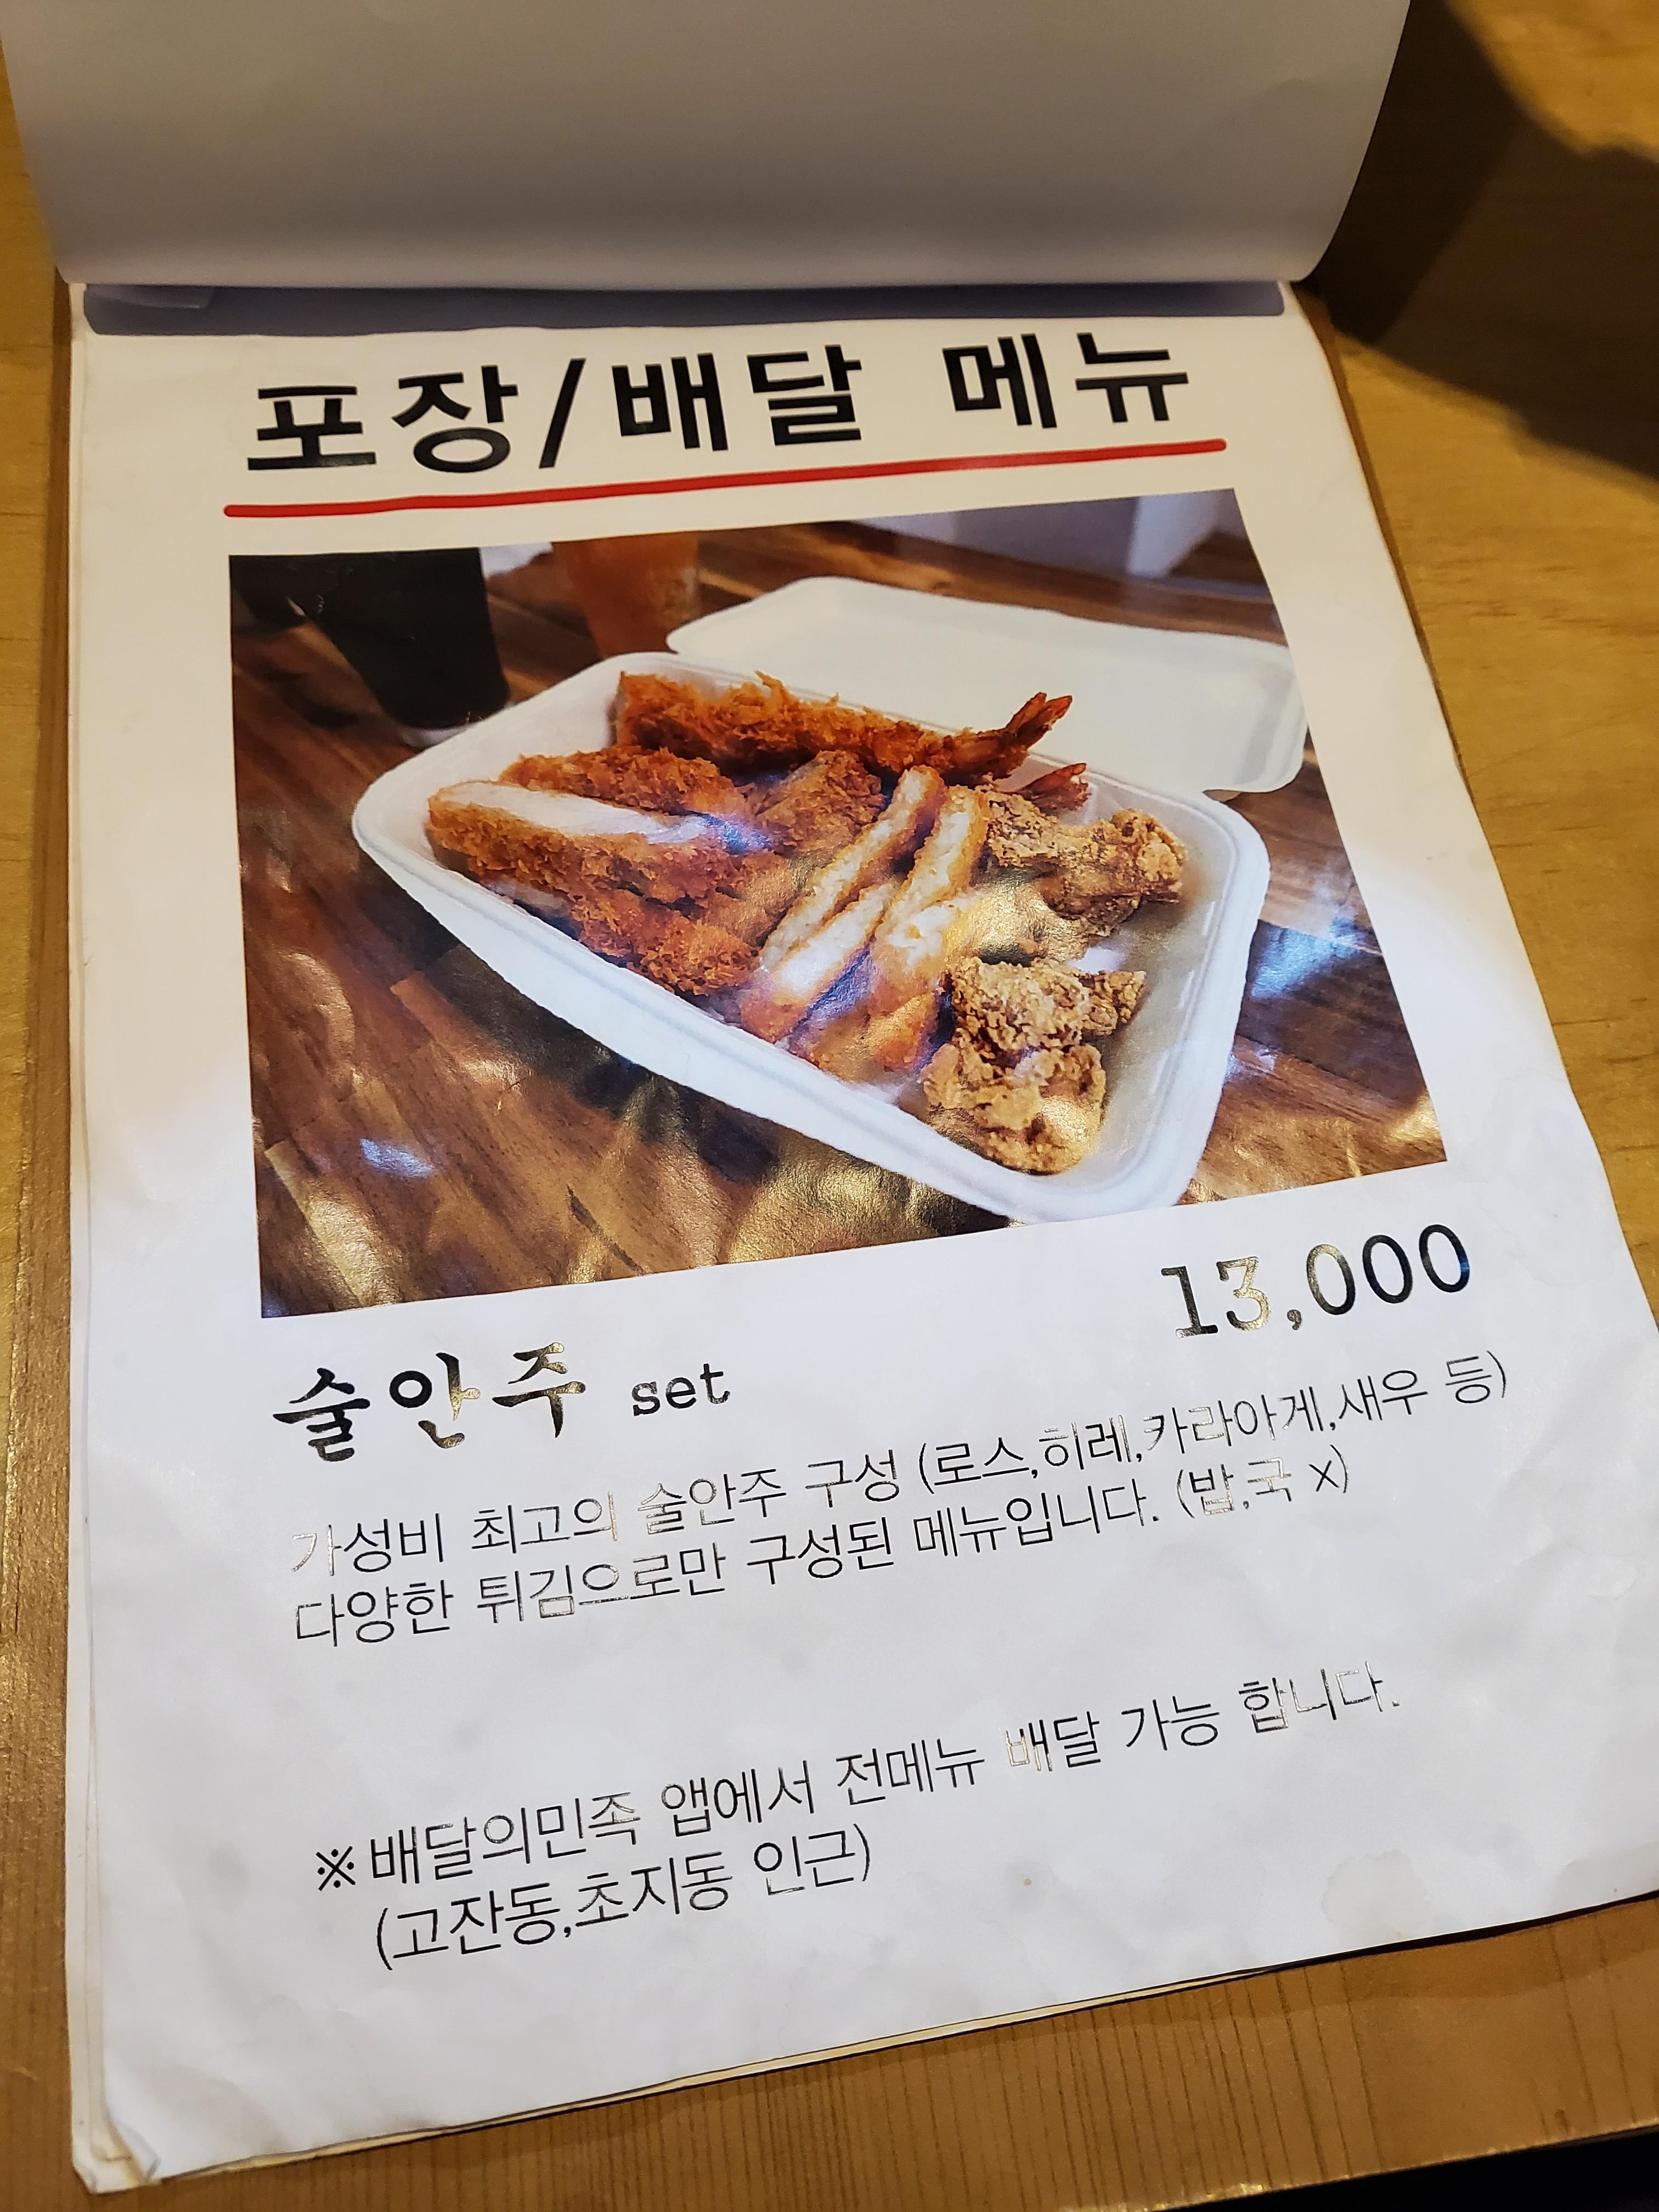 포장/배달 메뉴
13,000
술안주 set
가성비 최고의 술안주 구성 (로스,히레,카라아게,새우 등)
다양한 튀김으로만 구성된 메뉴입니다. (밥,국 x)
※배달의민족 앱에서 전메뉴 배달 가능 합니다.
(고잔동,초지동 인근)